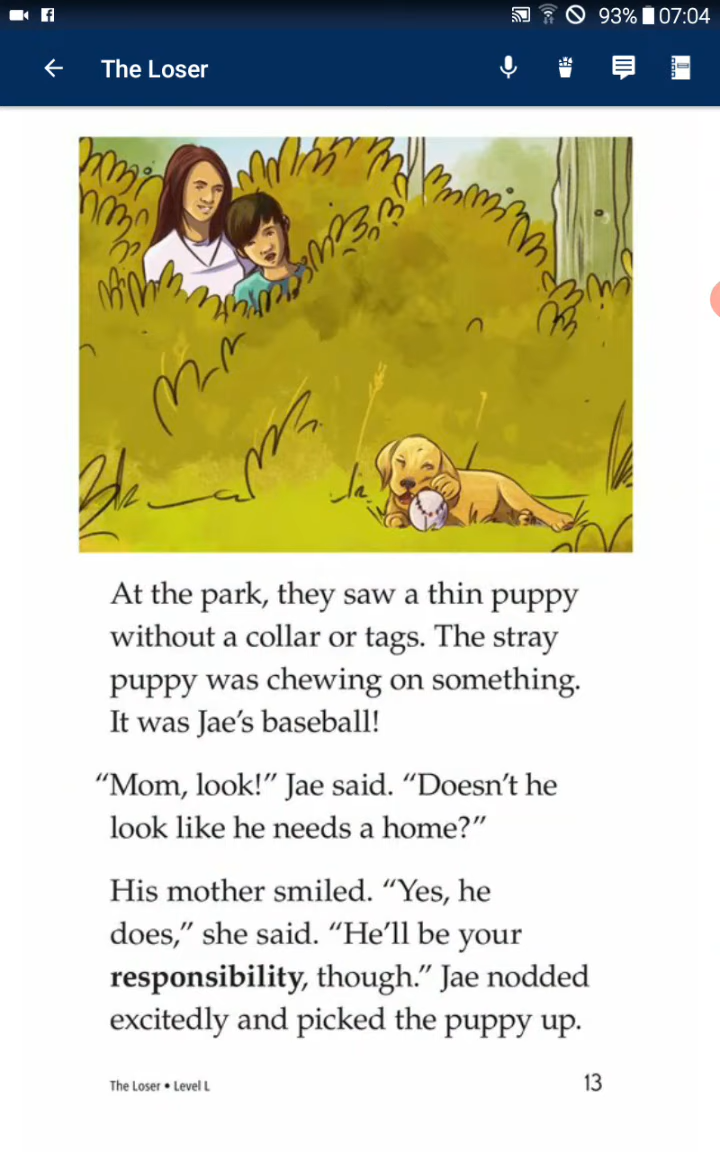 93% 07:04
The Loser
At the park, they saw a thin puppy
without a collar or tags. The stray
puppy was chewing on something.
It was Jae’s baseball!
“Mom, look!” Jae said. “Doesn’t he
look like he needs a home?”
His mother smiled. “Yes, he
does,” she said. “He’ll be your
responsibility, though.” Jae nodded
excitedly and picked the puppy up.
The Loser • Level L 13